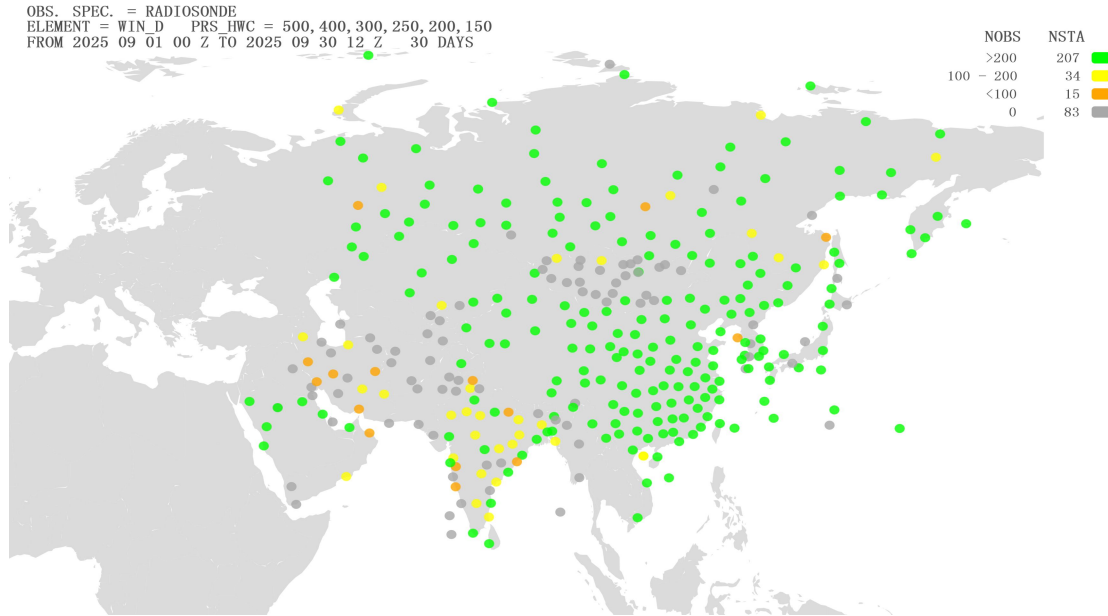 OBS. SPEC. = RADIOSONDE
ELEMENT = WIN_D PRS_HWC = 500,400,300,250,200,150
FROM 2025 09 01 00 Z TO 2025 09 30 12 Z 30 DAYS
NOBS NSTA
>200 207
100 - 200 34
<100 15
0 83